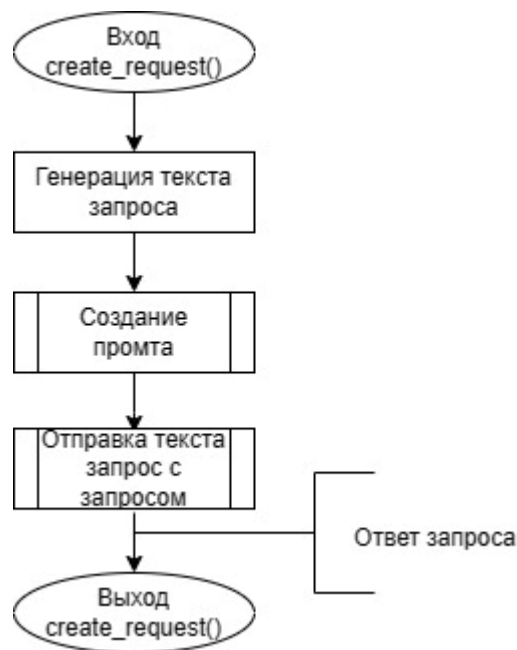 Вход
create_request()
Генерация текста
запроса
Создание
промта
Отправка текста
запрос с
запросом
Ответ запроса
Выход
create_request()